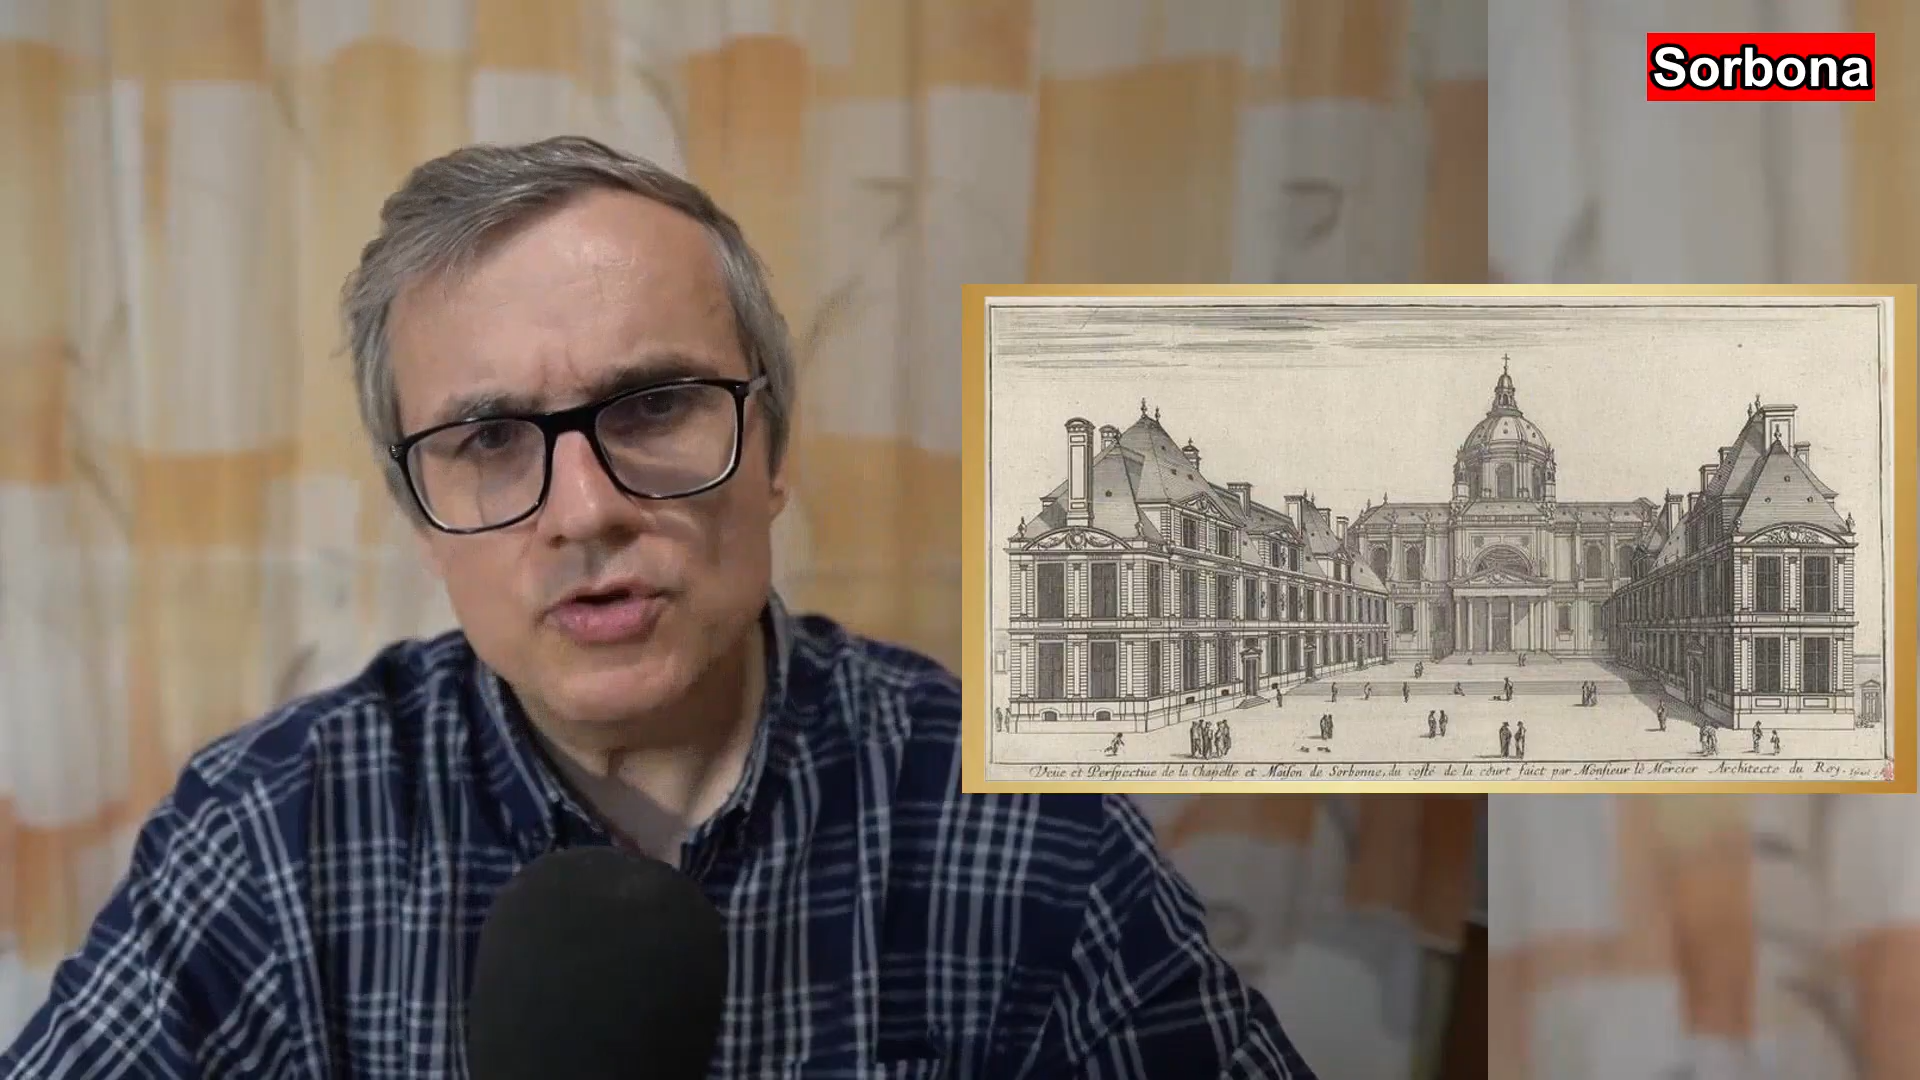 Sorbona
Veüe et Perspectiue de la Chapelle et Maison de Sorbonne, du costé de la court faict par Monsieur le Mercier Architecte du Roy.